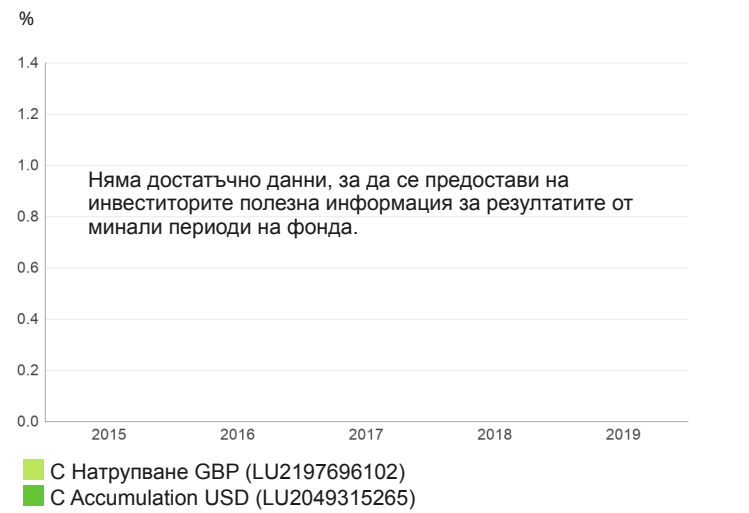 %
1.4
1.2
1.0
Няма достатъчно данни, за да се предостави на
инвеститорите полезна информация за резултатите от
0.8
минали периоди на фонда.
0.6
0.4
0.2
0.0
2015 2016 2017 2018 2019
С Натрупване GBP (LU2197696102)
C Accumulation USD (LU2049315265)